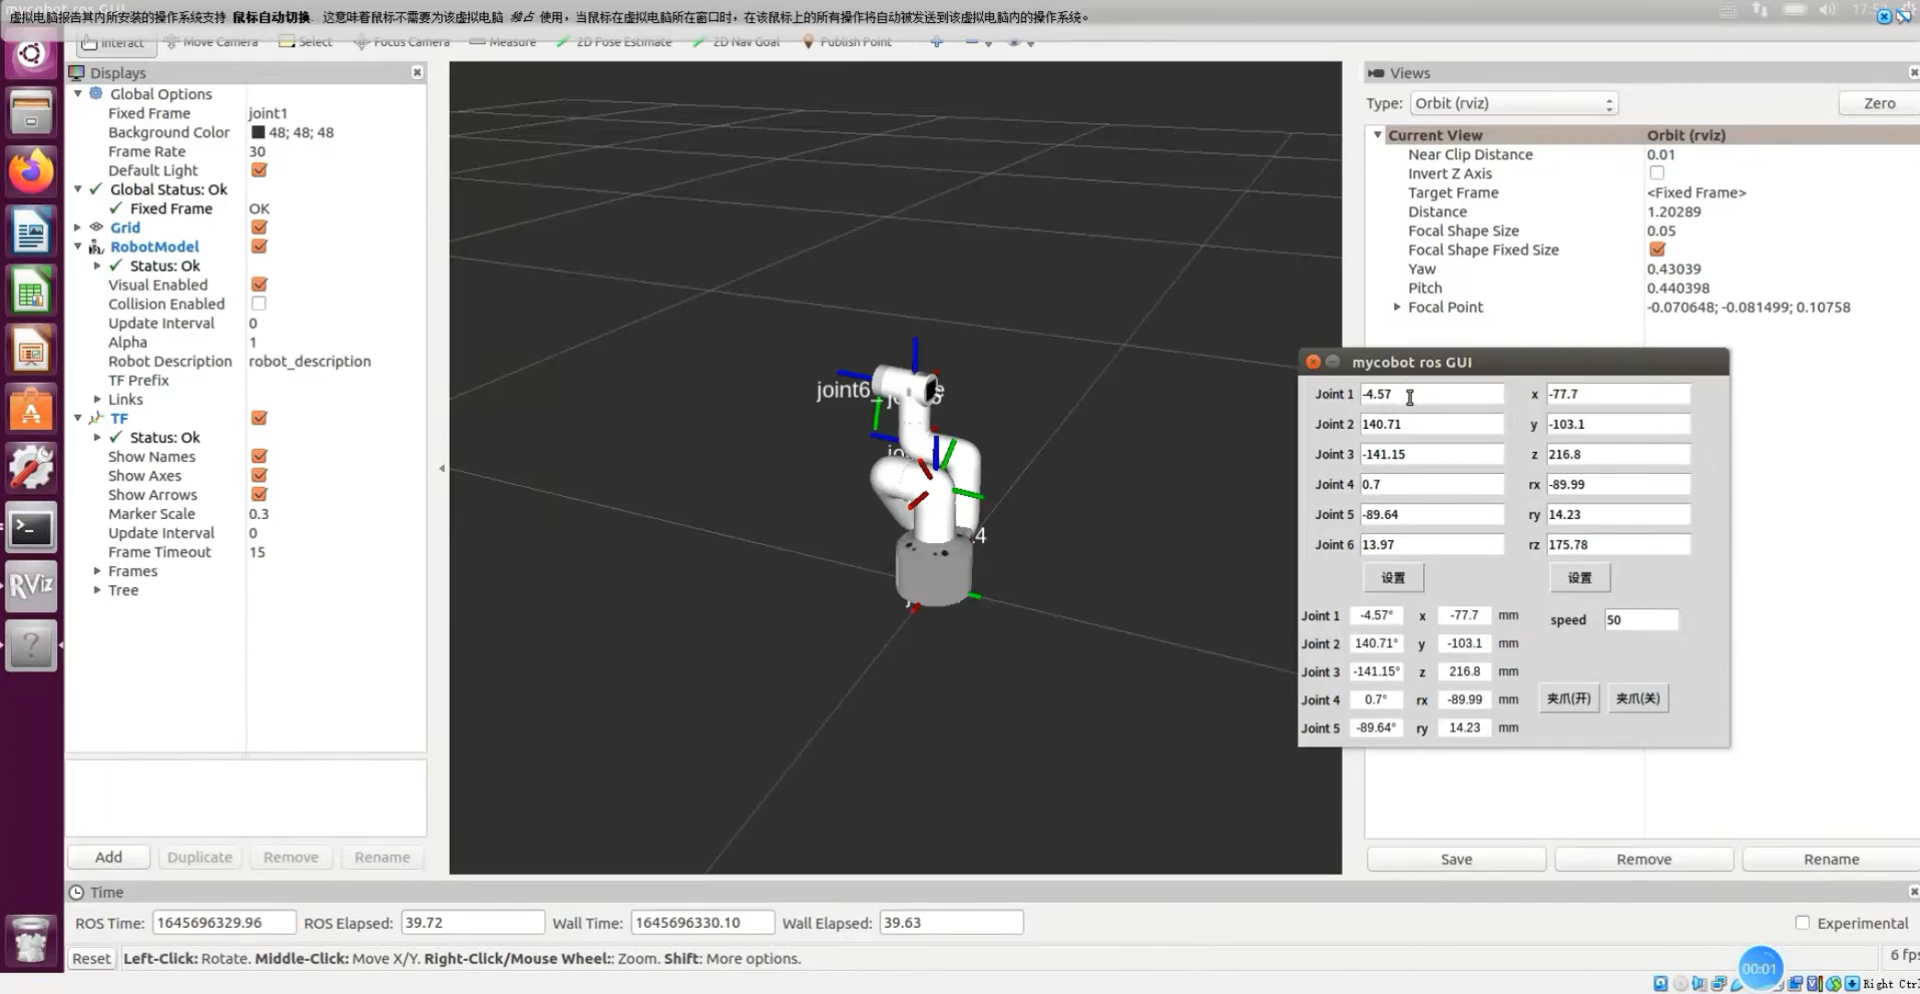 虚拟电脑报告其内所安装的操作系统支持 鼠标自动切换. 这意味着鼠标不需要为该虚拟电脑 使用，当鼠标在虚拟电脑所在窗口时，在该鼠标上的所有操作将自动被发送到该虚拟电脑内的操作系统。
Interact Move Camera Select Focus Camera Measure 2D Pose Estimate 2D Nav Goal Publish Point
Displays
Global Options
Fixed Frame joint1
Background Color 48; 48; 48
Frame Rate 30
Default Light
Global Status: Ok
Fixed Frame OK
Grid
RobotModel
Status: Ok
Visual Enabled
Collision Enabled
Update Interval 0
Alpha 1
Robot Description robot_description
TF Prefix
Links
TF
Status: Ok
Show Names
Show Axes
Show Arrows
Marker Scale 0.3
Update Interval 0
Frame Timeout 15
Frames
Tree
Add Duplicate Remove Rename
RViz
joint6_
Views
Type: Orbit (rviz) Zero
Current View Orbit (rviz)
Near Clip Distance 0.01
Invert Z Axis
Target Frame <Fixed Frame>
Distance 1.20289
Focal Shape Size 0.05
Focal Shape Fixed Size
Yaw 0.43039
Pitch 0.440398
Focal Point -0.070648; -0.081499; 0.10758
mycobot ros GUI
Joint 1 -4.57 x -77.7
Joint 2 140.71 y -103.1
Joint 3 -141.15 z 216.8
Joint 4 0.7 rx -89.99
Joint 5 -89.64 ry 14.23
Joint 6 13.97 rz 175.78
设置 设置
Joint 1 -4.57° x -77.7 mm speed 50
Joint 2 140.71° y -103.1 mm
Joint 3 -141.15° z 216.8 mm
Joint 4 0.7° rx -89.99 mm 夹爪(开) 夹爪(关)
Joint 5 -89.64° ry 14.23 mm
Save Remove Rename
Time
ROS Time: 1645696329.96 ROS Elapsed: 39.72 Wall Time: 1645696330.10 Wall Elapsed: 39.63 Experimental
Reset Left-Click: Rotate. Middle-Click: Move X/Y. Right-Click/Mouse Wheel:: Zoom. Shift: More options. 6 fps
00:01
Right Ctrl